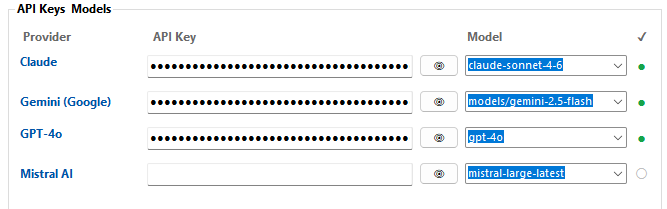 API Keys Models
Provider API Key Model ✓
Claude ●●●●●●●●●●●●●●●●●●●●●●●●●●●●●●●●●●●●● claude-sonnet-4-6
Gemini (Google) ●●●●●●●●●●●●●●●●●●●●●●●●●●●●●●●●●●●●● models/gemini-2.5-flash
GPT-4o ●●●●●●●●●●●●●●●●●●●●●●●●●●●●●●●●●●●●● gpt-4o
Mistral AI mistral-large-latest